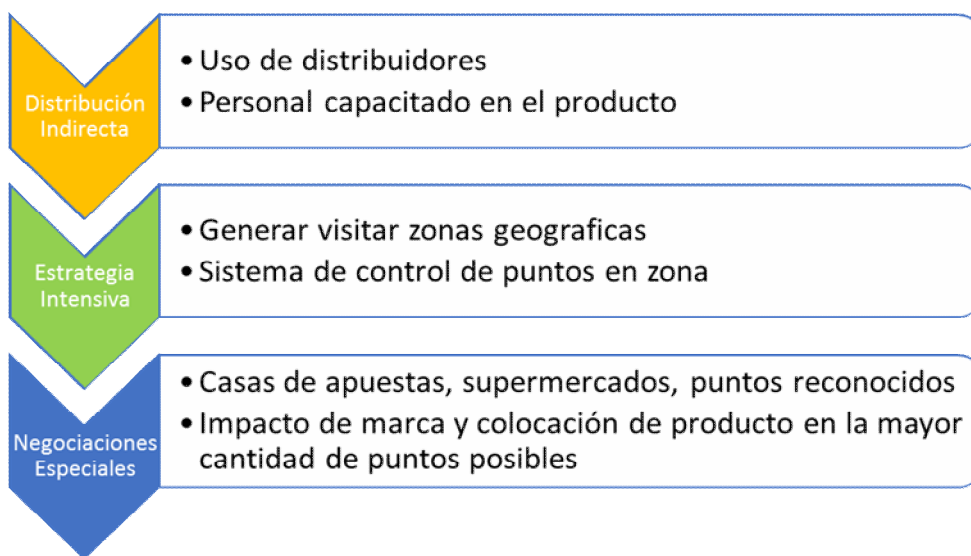 Distribución
Indirecta
• Uso de distribuidores
• Personal capacitado en el producto
Estrategia
Intensiva
• Generar visitar zonas geograficas
• Sistema de control de puntos en zona
Negociaciones
Especiales
• Casas de apuestas, supermercados, puntos reconocidos
• Impacto de marca y colocación de producto en la mayor
cantidad de puntos posibles